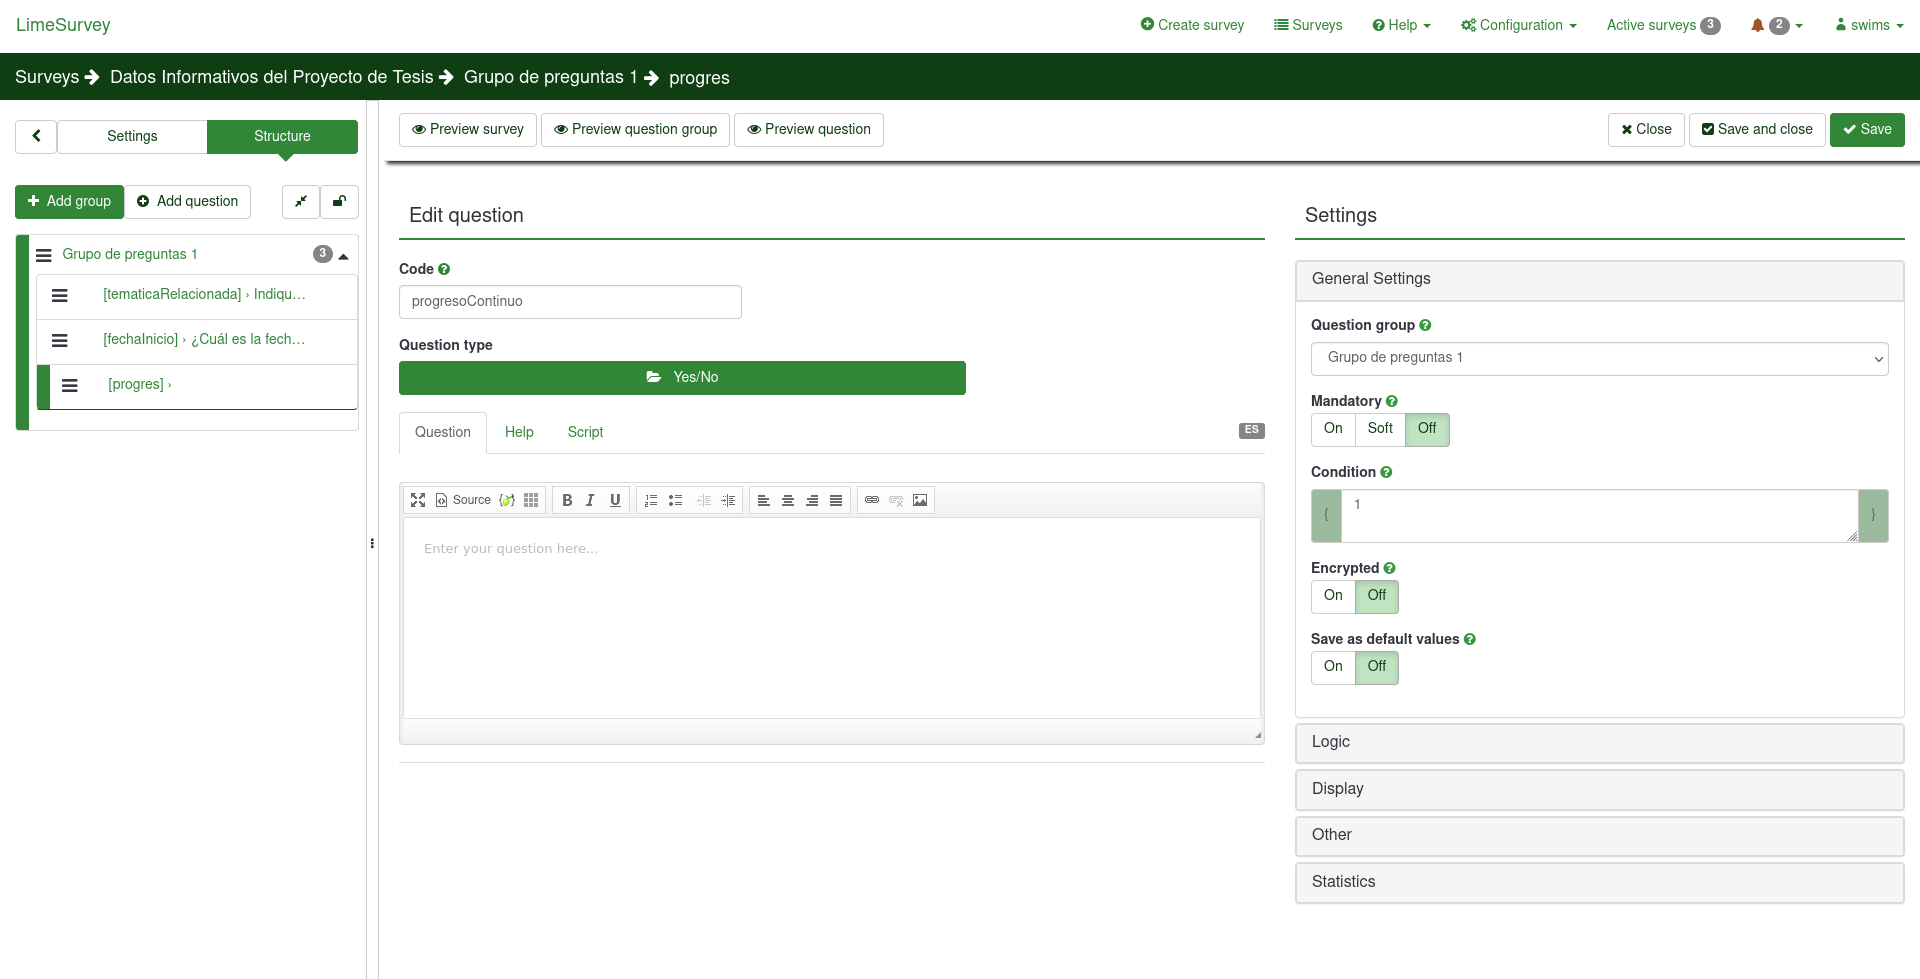 LimeSurvey
Create survey
Surveys
Help
Configuration
Active surveys 3
2
swims
Surveys Datos Informativos del Proyecto de Tesis Grupo de preguntas 1 progres
Settings
Structure
Preview survey
Preview question group
Preview question
Close
Save and close
Save
Add group
Add question
Grupo de preguntas 1
3
[tematicaRelacionada] › Indiqu…
[fechaInicio] › ¿Cuál es la fech…
[progres] ›
Edit question
Code
progresoContinuo
Question type
Yes/No
Question
Help
Script
ES
Source
B I U
Enter your question here...
Settings
General Settings
Question group
Grupo de preguntas 1
Mandatory
On Soft Off
Condition
{ 1 }
Encrypted
On Off
Save as default values
On Off
Logic
Display
Other
Statistics